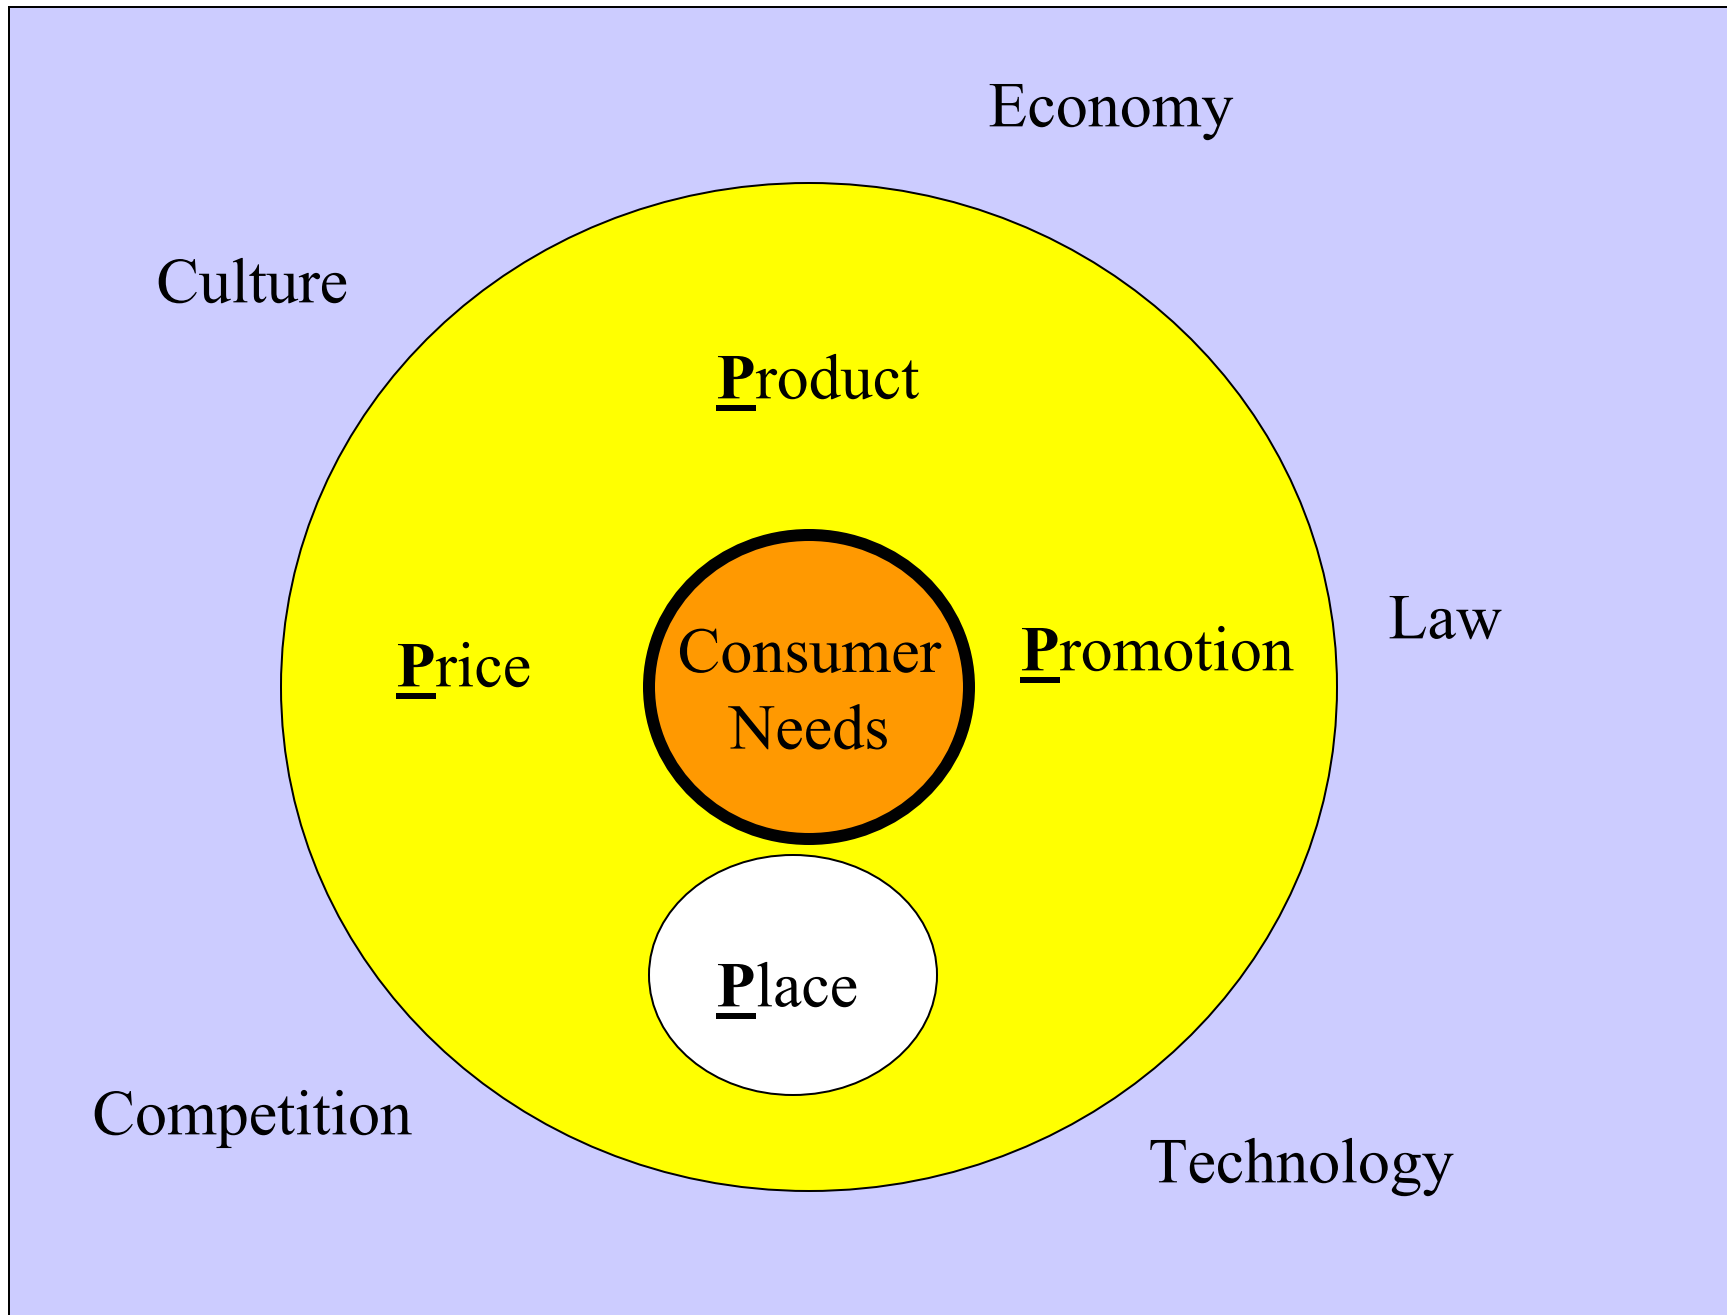 Economy
Culture
Product
Price
Consumer
Needs
Promotion
Law
Place
Competition
Technology